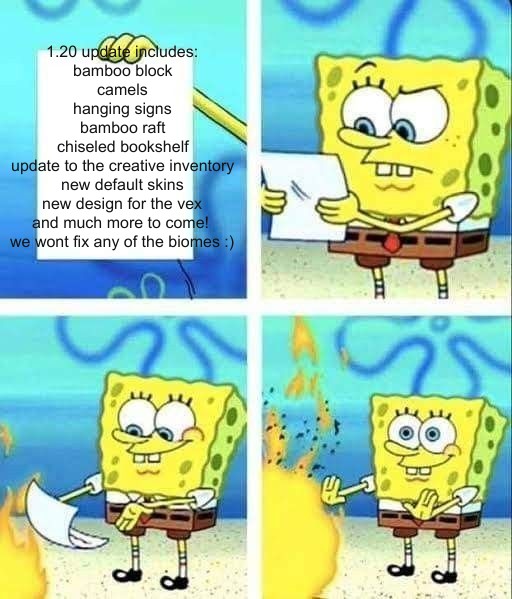 1.20 update includes:
bamboo block
camels
hanging signs
bamboo raft
chiseled bookshelf
update to the creative inventory
new default skins
new design for the vex
and much more to come!
we wont fix any of the biomes :)